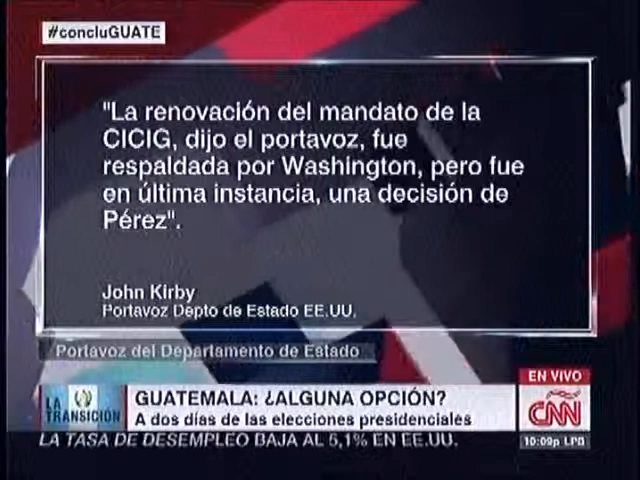 #concluGUATE
"La renovación del mandato de la
CICIG, dijo el portavoz, fue
respaldada por Washington, pero fue
en última instancia, una decisión de
Pérez".
John Kirby
Portavoz Depto de Estado EE.UU.
Portavoz del Departamento de Estado
LA TRANSICIÓN
GUATEMALA: ¿ALGUNA OPCIÓN?
A dos días de las elecciones presidenciales
EN VIVO
CNN
10:09p LPB
LA TASA DE DESEMPLEO BAJA AL 5,1% EN EE.UU.